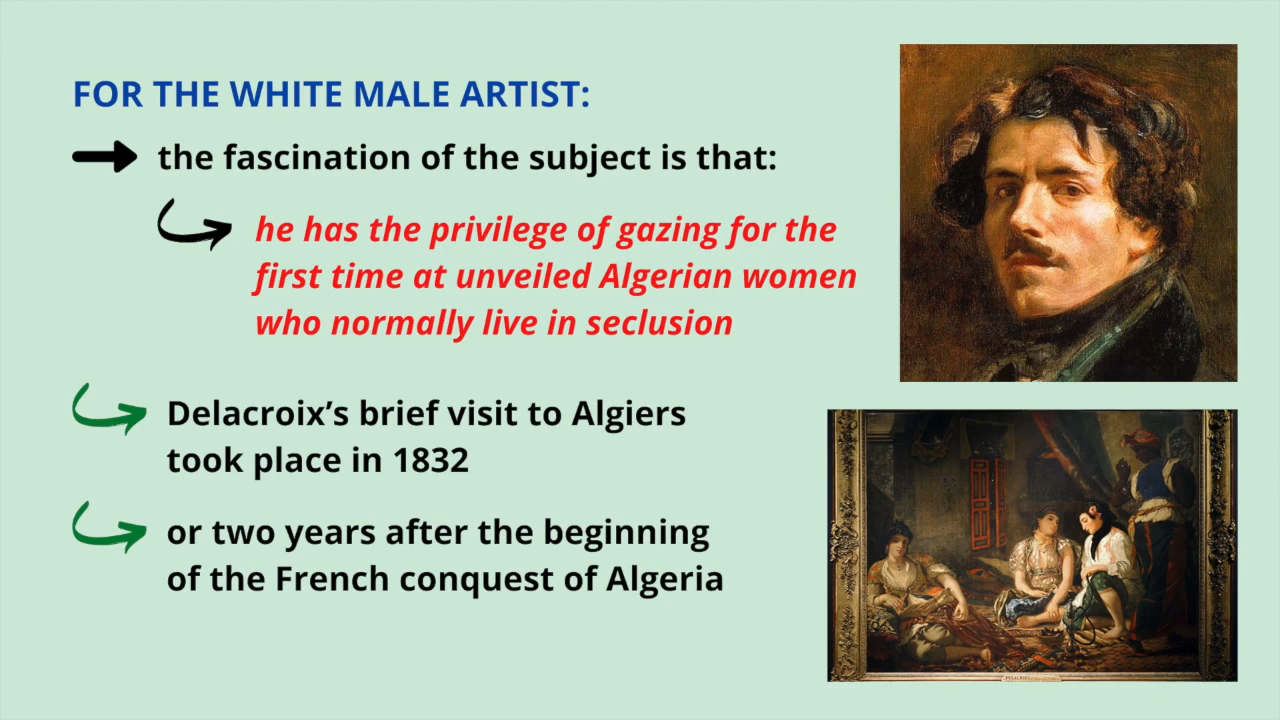 FOR THE WHITE MALE ARTIST:
the fascination of the subject is that:
he has the privilege of gazing for the
first time at unveiled Algerian women
who normally live in seclusion
Delacroix’s brief visit to Algiers
took place in 1832
or two years after the beginning
of the French conquest of Algeria